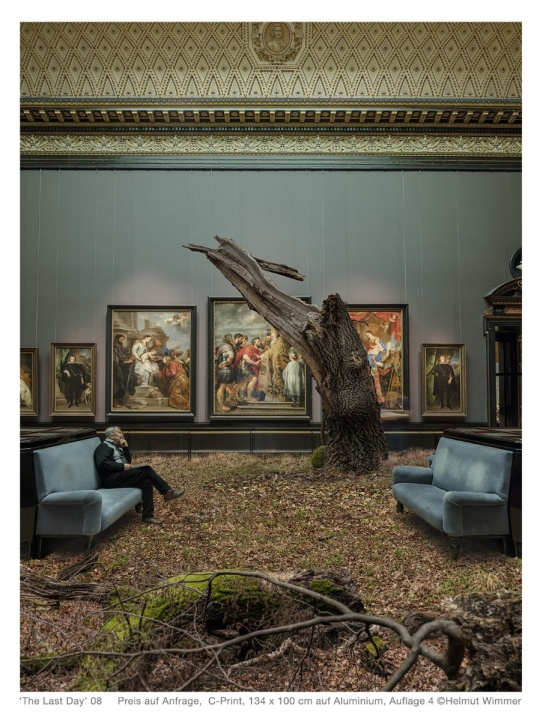 'The Last Day' 08 Preis auf Anfrage, C-Print, 134 x 100 cm auf Aluminium, Auflage 4 ©Helmut Wimmer